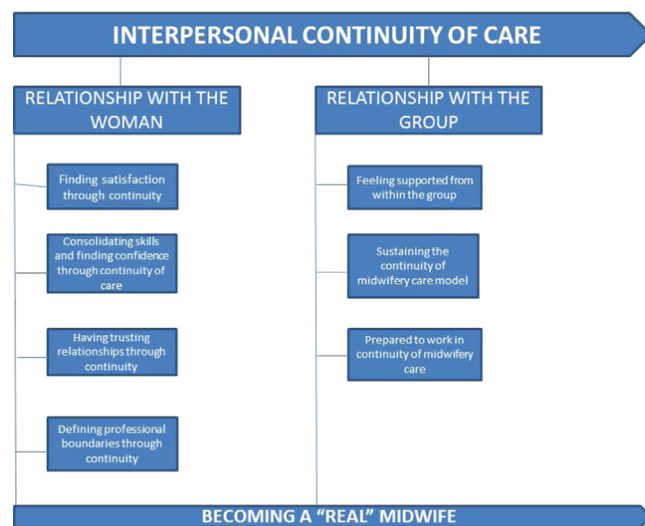 INTERPERSONAL CONTINUITY OF CARE
RELATIONSHIP WITH THE
WOMAN
Finding satisfaction
through continuity
Consolidating skills
and finding confidence
through continuity of
care
Having trusting
relationships through
continuity
Defining professional
boundaries through
continuity
RELATIONSHIP WITH THE
GROUP
Feeling supported from
within the group
Sustaining the
continuity of
midwifery care model
Prepared to work in
continuity of midwifery
care
BECOMING A “REAL” MIDWIFE